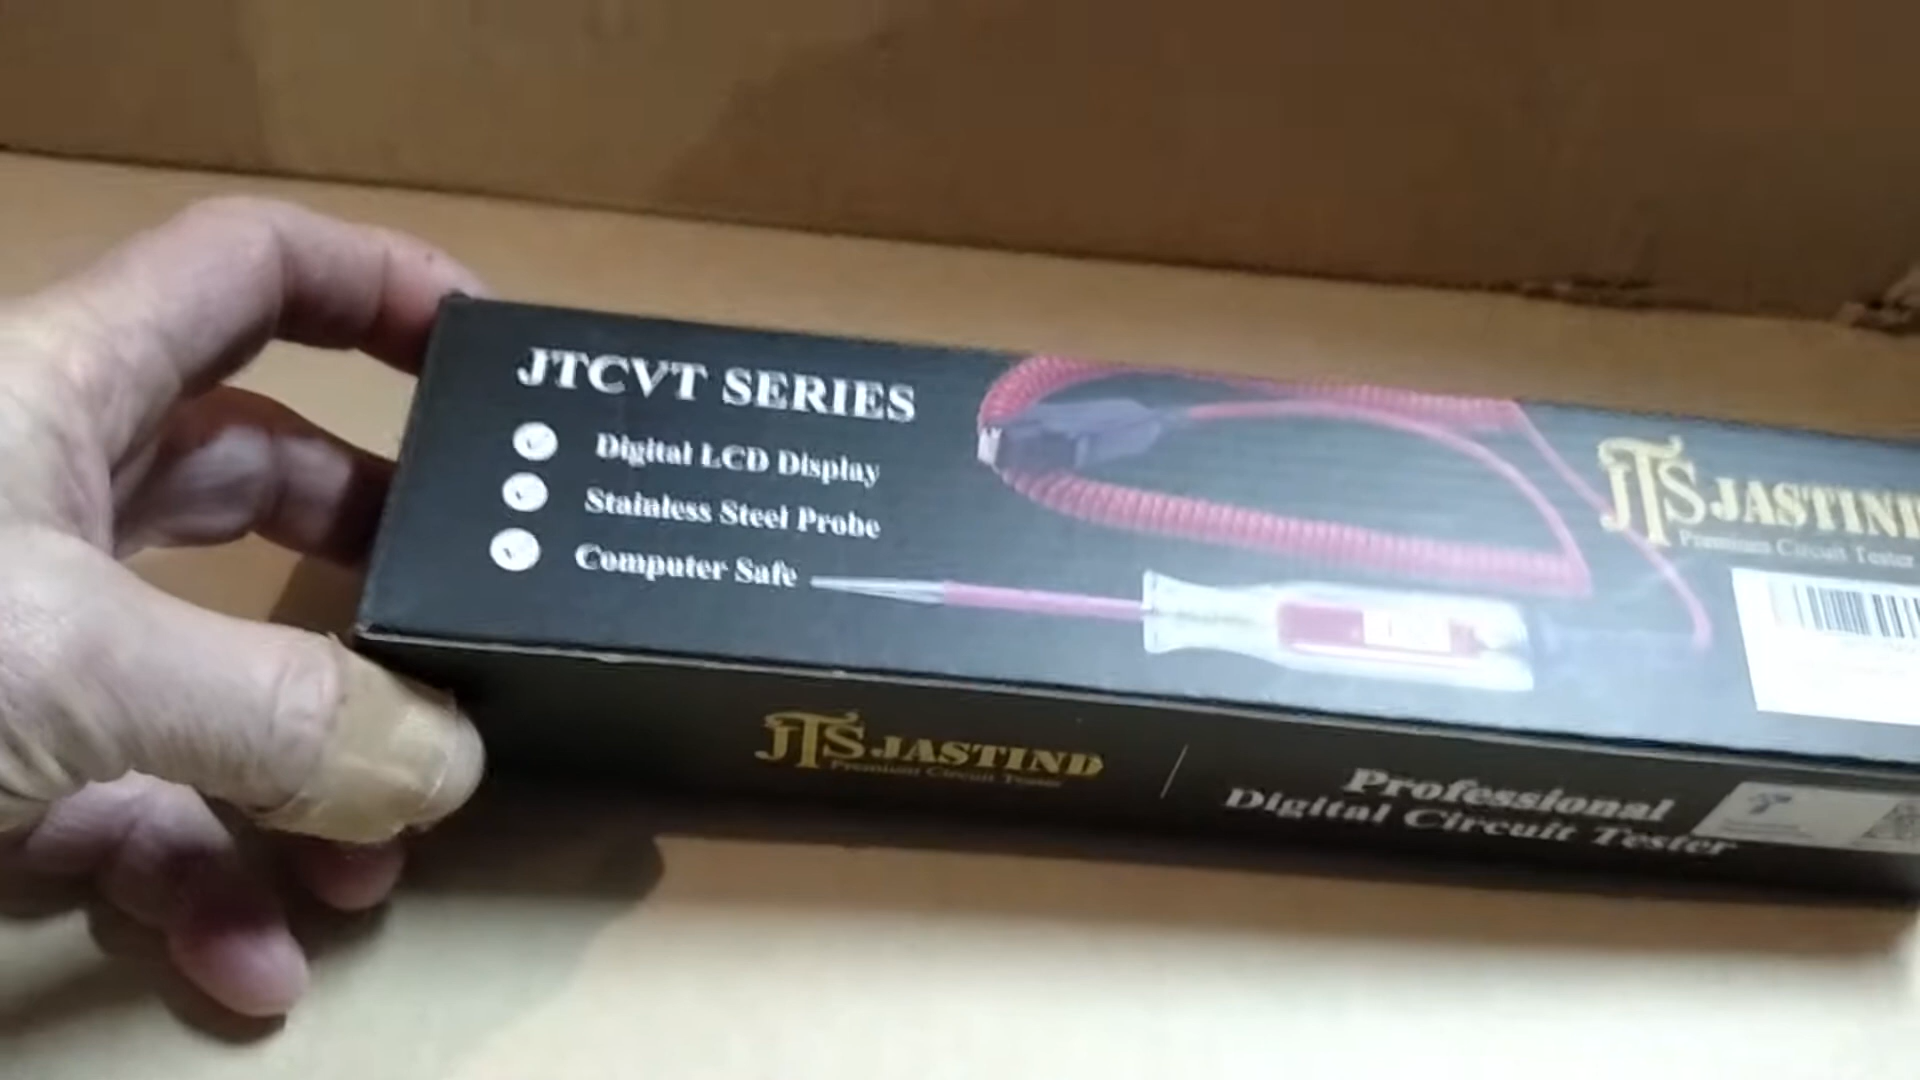 JTCVT SERIES
Digital LCD Display
Stainless Steel Probe
Computer Safe
JTS JASTIND
Premium Circuit Tester
JTS JASTIND
Premium Circuit Tester
Professional
Digital Circuit Tester